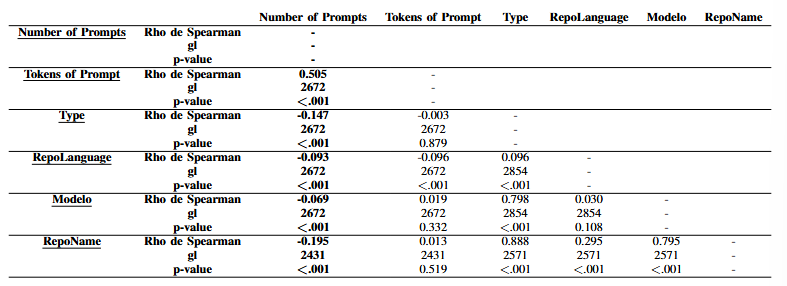 Number of Prompts Tokens of Prompt Type RepoLanguage Modelo RepoName
Number of Prompts Rho de Spearman -
gl -
p-value -
Tokens of Prompt Rho de Spearman 0.505 -
gl 2672 -
p-value <.001 -
Type Rho de Spearman -0.147 -0.003 -
gl 2672 2672 -
p-value <.001 0.879 -
RepoLanguage Rho de Spearman -0.093 -0.096 0.096 -
gl 2672 2672 2854 -
p-value <.001 <.001 <.001 -
Modelo Rho de Spearman -0.069 0.019 0.798 0.030 -
gl 2672 2672 2854 2854 -
p-value <.001 0.332 <.001 0.108 -
RepoName Rho de Spearman -0.195 0.013 0.888 0.295 0.795 -
gl 2431 2431 2571 2571 2571 -
p-value <.001 0.519 <.001 <.001 <.001 -